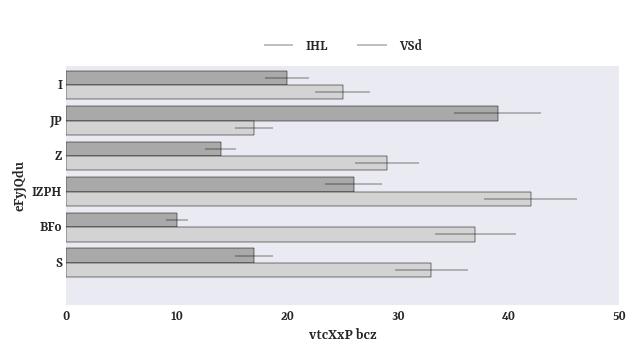 IHL VSd
I
JP
Z
IZPH
BFo
S
eFyjQdu
0 10 20 30 40 50
vtcXxP bcz